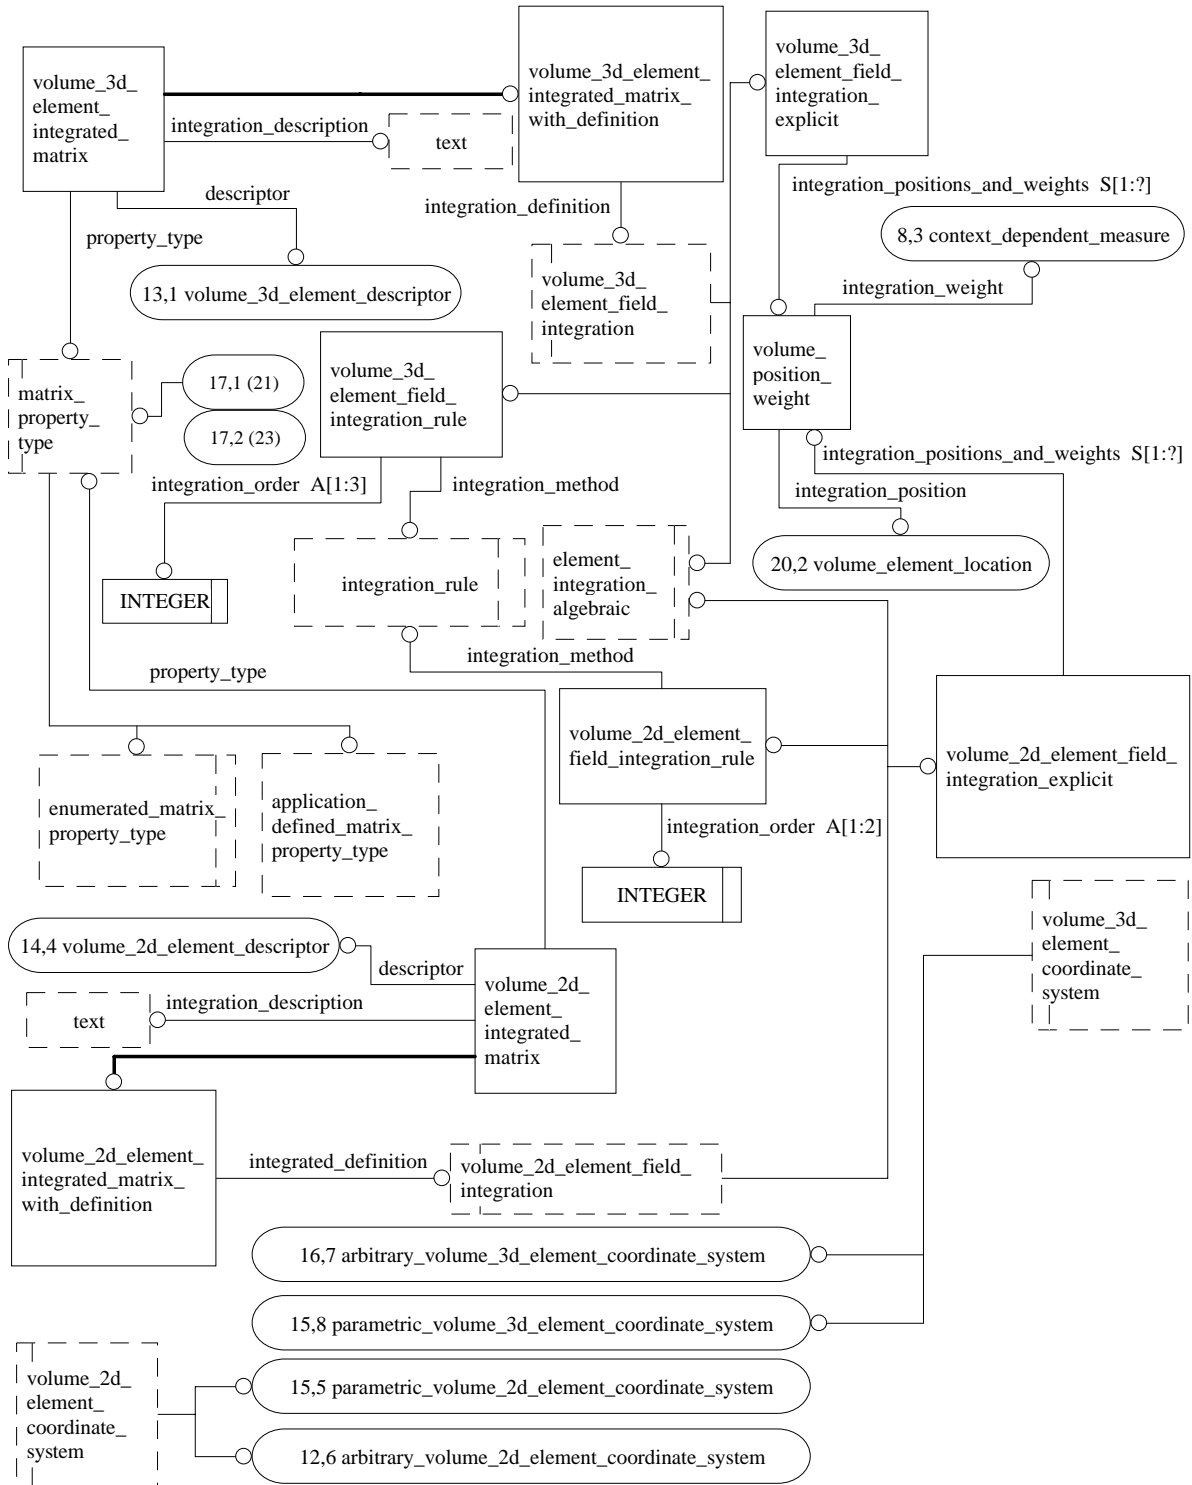 volume_3d_
element_
integrated_
matrix
volume_3d_element_
integrated_matrix_
with_definition
volume_3d_
element_field_
integration_
explicit
integration_description
text
descriptor
property_type
13,1 volume_3d_element_descriptor
integration_definition
volume_3d_
element_field_
integration
integration_positions_and_weights S[1:?]
8,3 context_dependent_measure
integration_weight
volume_
position_
weight
matrix_
property_
type
17,1 (21)
17,2 (23)
volume_3d_
element_field_
integration_rule
integration_positions_and_weights S[1:?]
integration_position
20,2 volume_element_location
integration_order A[1:3]
integration_method
INTEGER
integration_rule
element_
integration_
algebraic
integration_method
property_type
volume_2d_element_
field_integration_rule
volume_2d_element_field_
integration_explicit
enumerated_matrix_
property_type
application_
defined_matrix_
property_type
integration_order A[1:2]
INTEGER
volume_3d_
element_
coordinate_
system
14,4 volume_2d_element_descriptor
descriptor
volume_2d_
element_
integrated_
matrix
integration_description
text
volume_2d_element_
integrated_matrix_
with_definition
integrated_definition
volume_2d_element_field_
integration
16,7 arbitrary_volume_3d_element_coordinate_system
15,8 parametric_volume_3d_element_coordinate_system
volume_2d_
element_
coordinate_
system
15,5 parametric_volume_2d_element_coordinate_system
12,6 arbitrary_volume_2d_element_coordinate_system